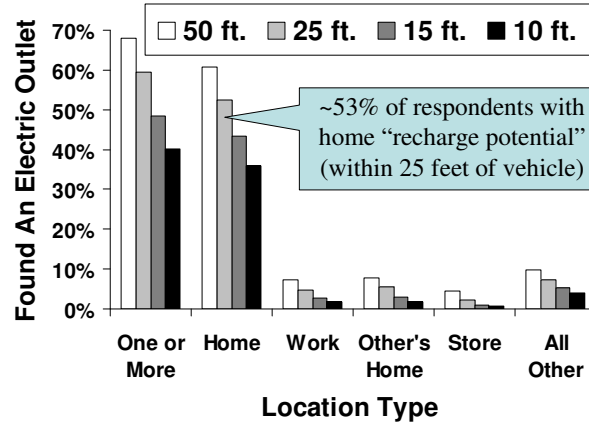 50 ft. 25 ft. 15 ft. 10 ft.
Found An Electric Outlet
70%
60%
50%
40%
30%
20%
10%
0%
~53% of respondents with
home “recharge potential”
(within 25 feet of vehicle)
One or
More
Home
Work
Other's
Home
Store
All
Other
Location Type